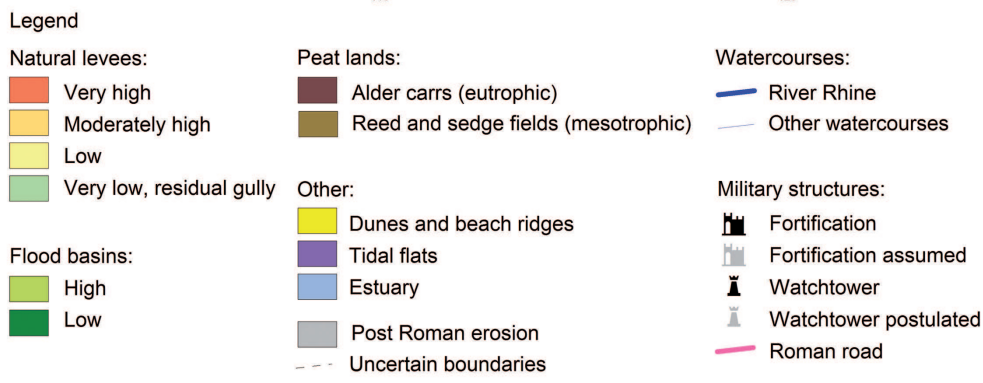 Legend
Natural levees:
Very high
Moderately high
Low
Very low, residual gully
Flood basins:
High
Low
Peat lands:
Alder carrs (eutrophic)
Reed and sedge fields (mesotrophic)
Other:
Dunes and beach ridges
Tidal flats
Estuary
Post Roman erosion
Uncertain boundaries
Watercourses:
River Rhine
Other watercourses
Military structures:
Fortification
Fortification assumed
Watchtower
Watchtower postulated
Roman road